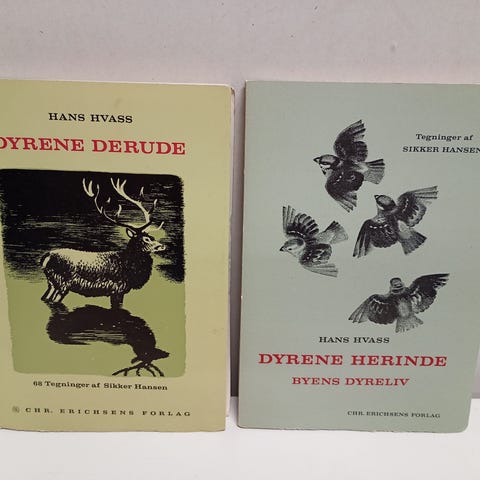 HANS HVASS
DYRENE DERUDE
68 Tegninger af Sikker Hansen
CHR. ERICHSENS FORLAG
Tegninger af
SIKKER HANSEN
HANS HVASS
DYRENE HERINDE
BYENS DYRELIV
CHR. ERICHSENS FORLAG